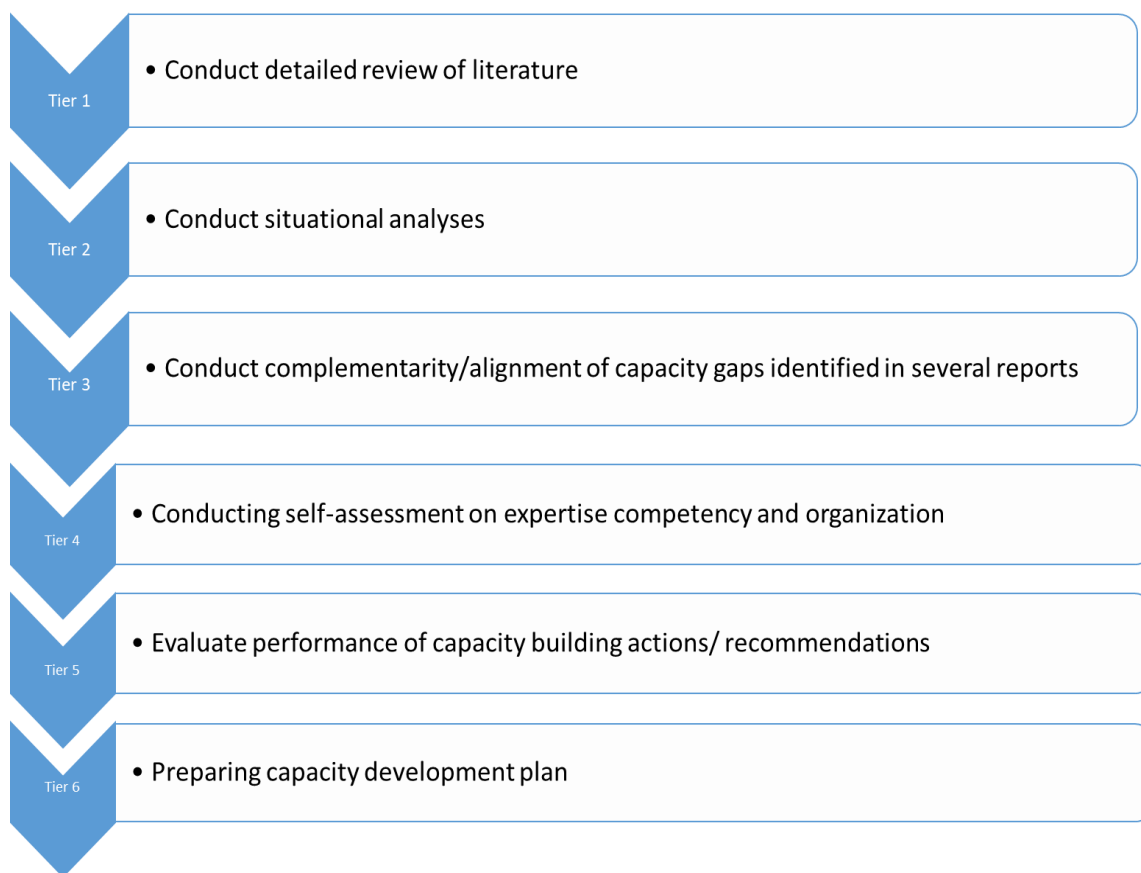 Tier 1
• Conduct detailed review of literature
Tier 2
• Conduct situational analyses
Tier 3
• Conduct complementarity/alignment of capacity gaps identified in several reports
Tier 4
• Conducting self-assessment on expertise competency and organization
Tier 5
• Evaluate performance of capacity building actions/ recommendations
Tier 6
• Preparing capacity development plan